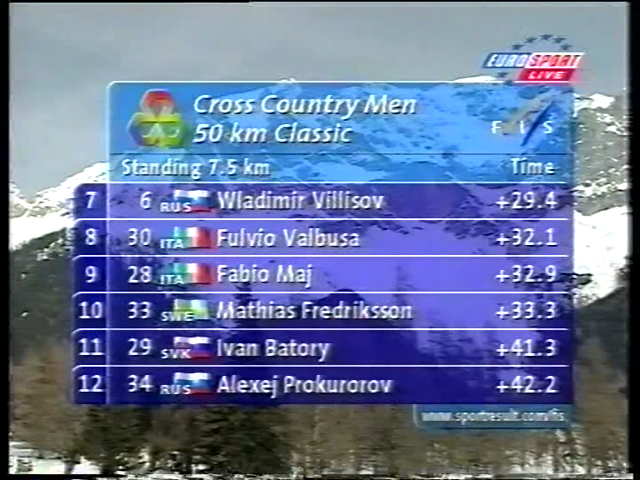 EUROSPORT
LIVE
Cross Country Men
50 km Classic
F I S
Standing 7.5 km Time
7 6 RUS Wladimir Villisov +29.4
8 30 ITA Fulvio Valbusa +32.1
9 28 ITA Fabio Maj +32.9
10 33 SWE Mathias Fredriksson +33.3
11 29 SVK Ivan Batory +41.3
12 34 RUS Alexej Prokurorov +42.2
www.sportresult.com/fis